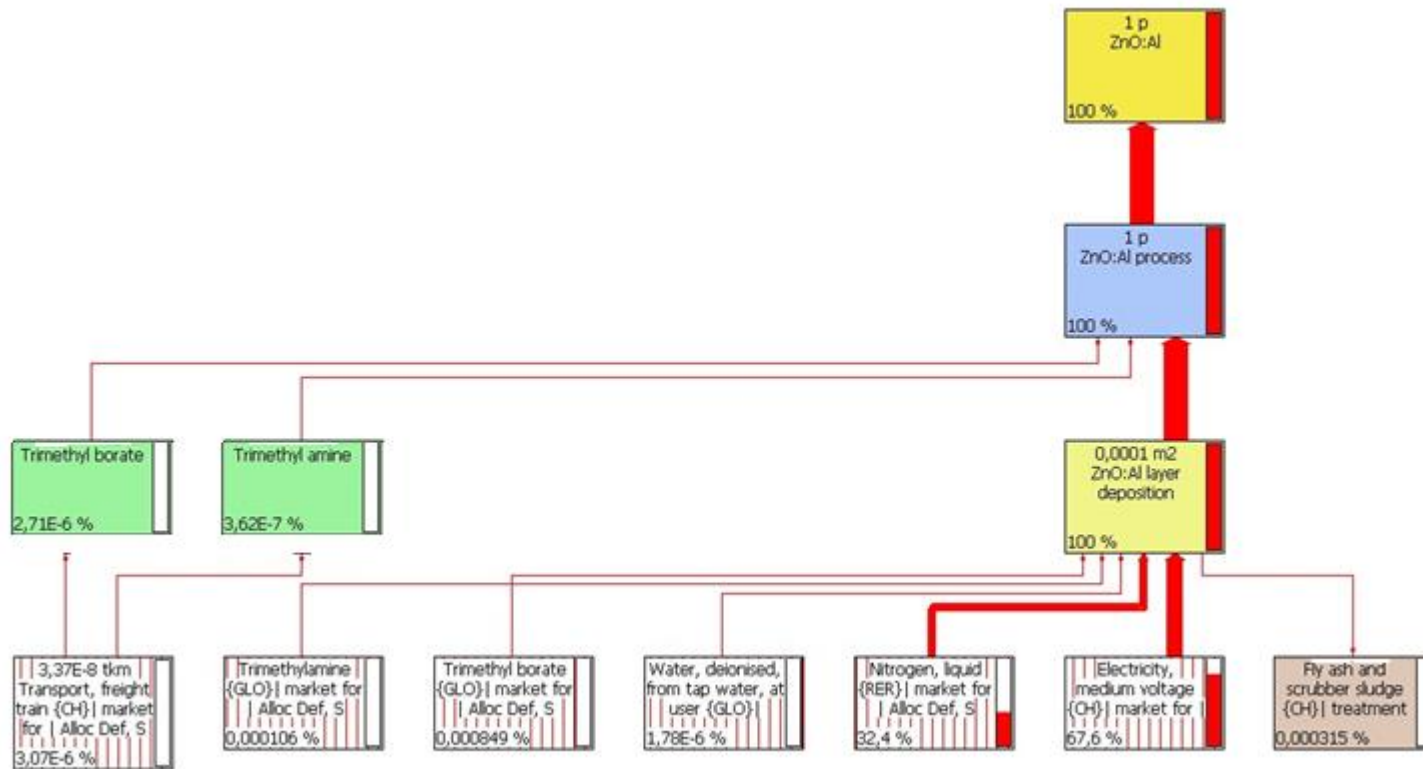 1 p
ZnO:Al
100 %
1 p
ZnO:Al process
100 %
Trimethyl borate
2,71E-6 %
Trimethyl amine
3,62E-7 %
0,0001 m2
ZnO:Al layer
deposition
100 %
3,37E-8 tkm
Transport, freight
train {CH}| market
for | Alloc Def, S
3,07E-6 %
Trimethylamine
{GLO}| market for
| Alloc Def, S
0,000106 %
Trimethyl borate
{GLO}| market for
| Alloc Def, S
0,000849 %
Water, deionised,
from tap water, at
user {GLO}|
1,78E-6 %
Nitrogen, liquid
{RER}| market for
| Alloc Def, S
32,4 %
Electricity,
medium voltage
{CH}| market for |
67,6 %
Fly ash and
scrubber sludge
{CH}| treatment
0,000315 %